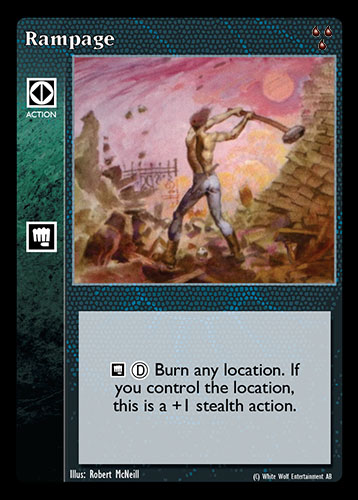 Rampage
ACTION
D Burn any location. If
you control the location,
this is a +1 stealth action.
Illus: Robert McNeill
(C) White Wolf Entertainment AB